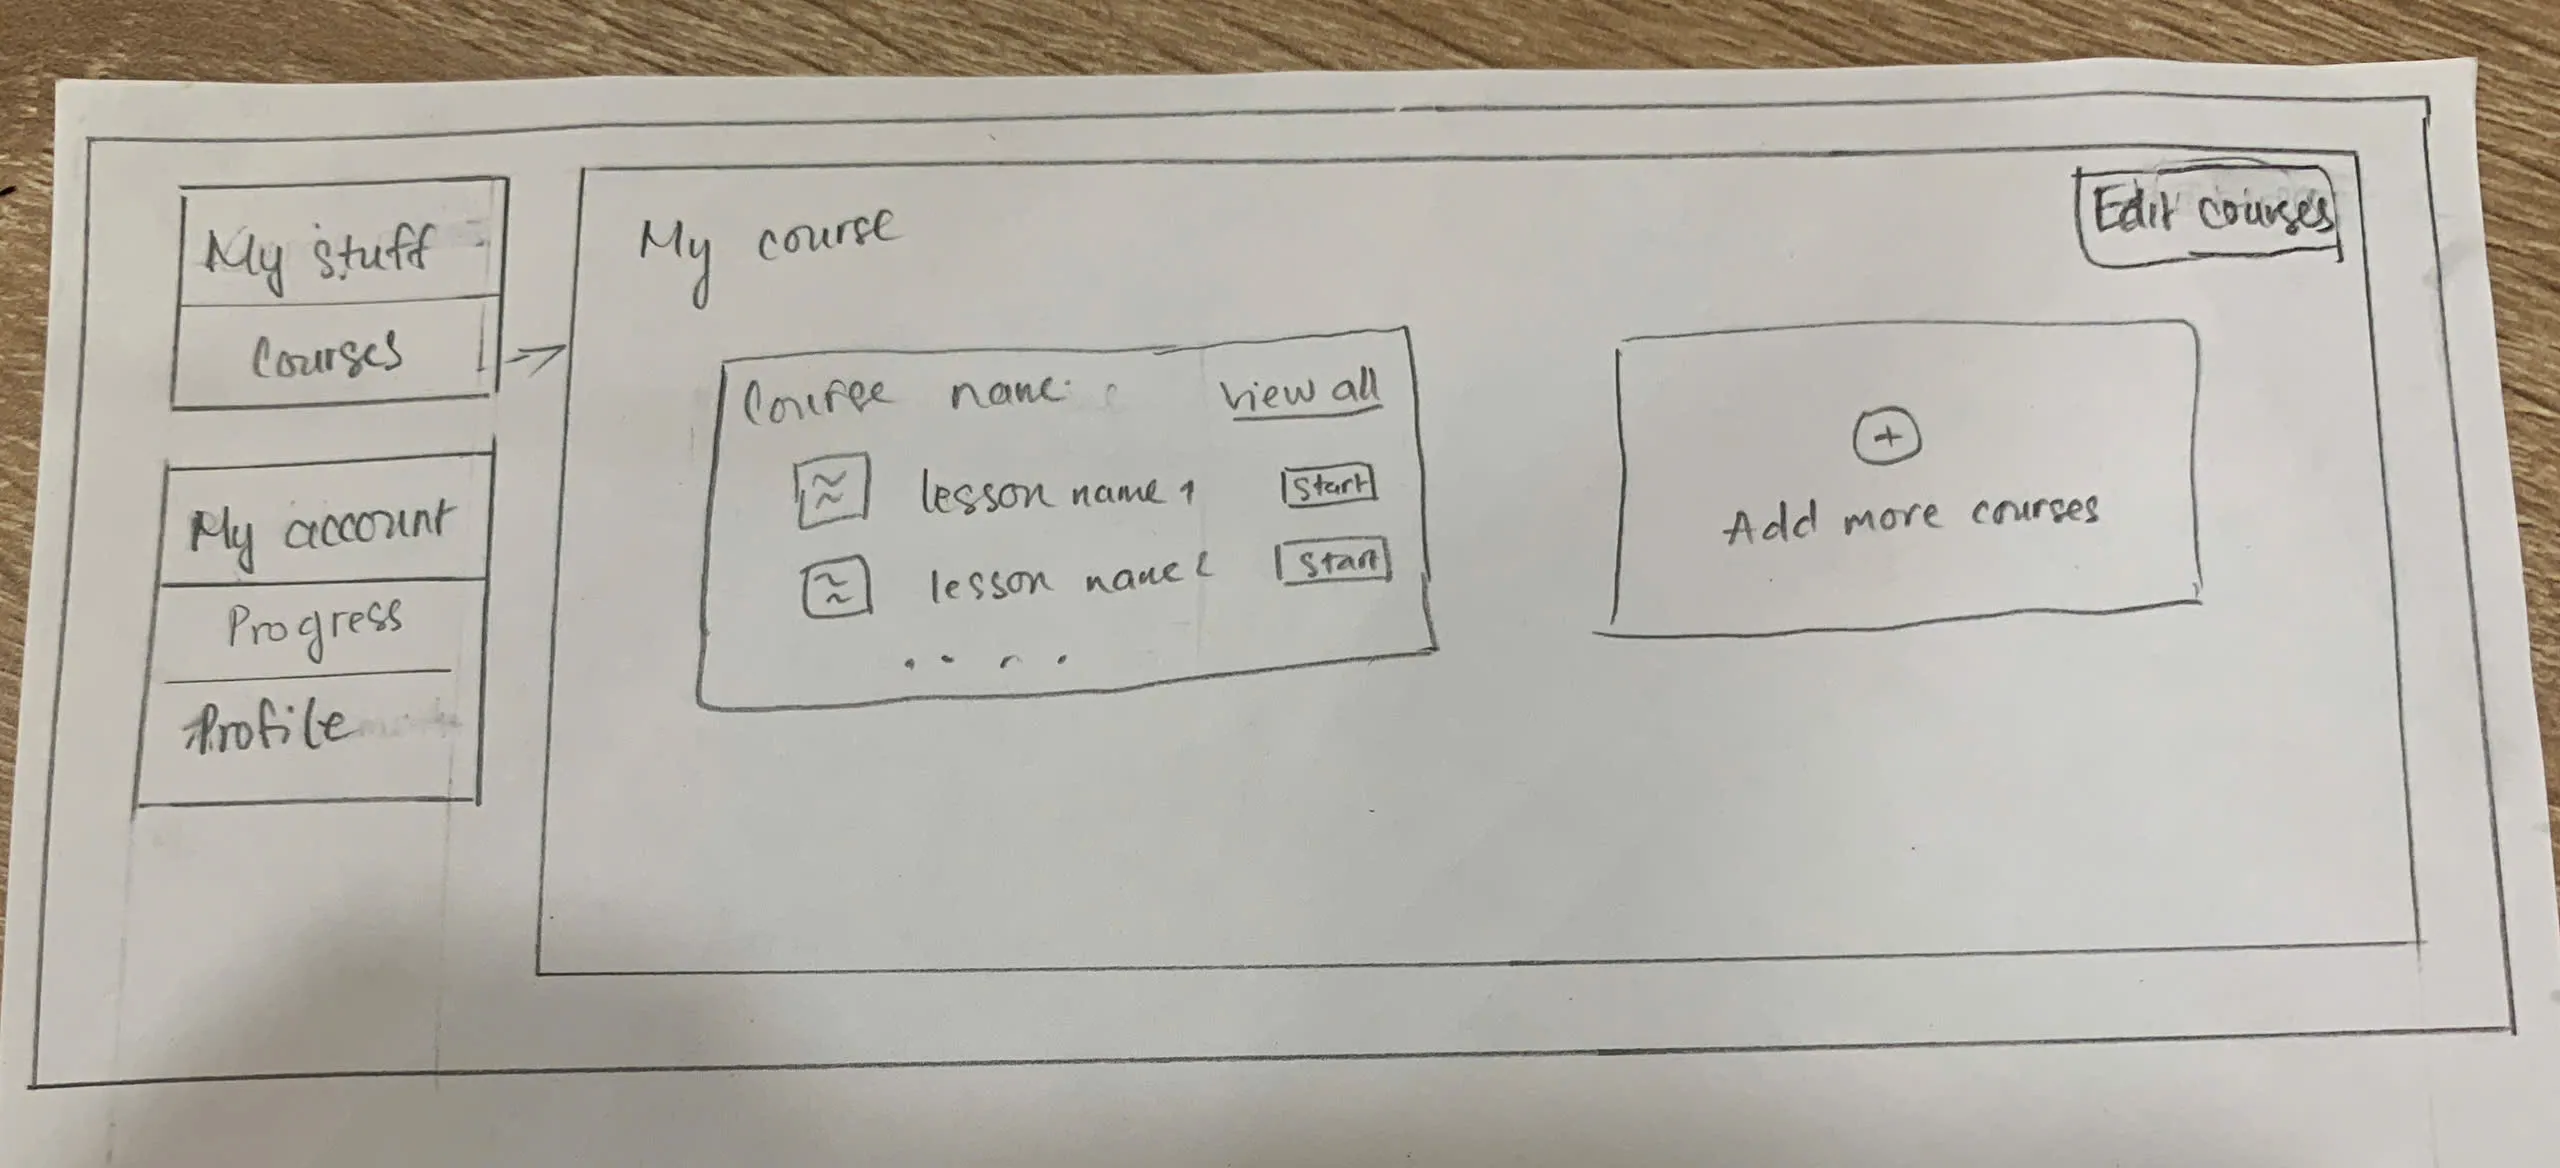 My stuff
Courses
My account
Progress
Profile
My course
Edit courses
Course name
View all
lesson name 1
Start
lesson name 2
Start
....
+
Add more courses